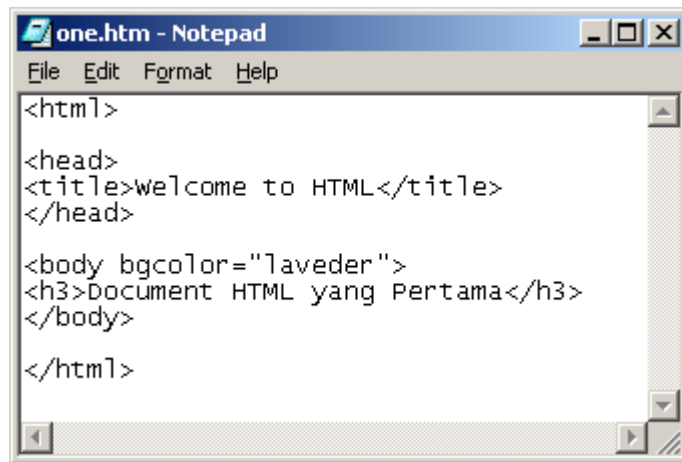 one.htm - Notepad
File Edit Format Help
<html>
<head>
<title>Welcome to HTML</title>
</head>
<body bgcolor="laveder">
<h3>Document HTML yang Pertama</h3>
</body>
</html>